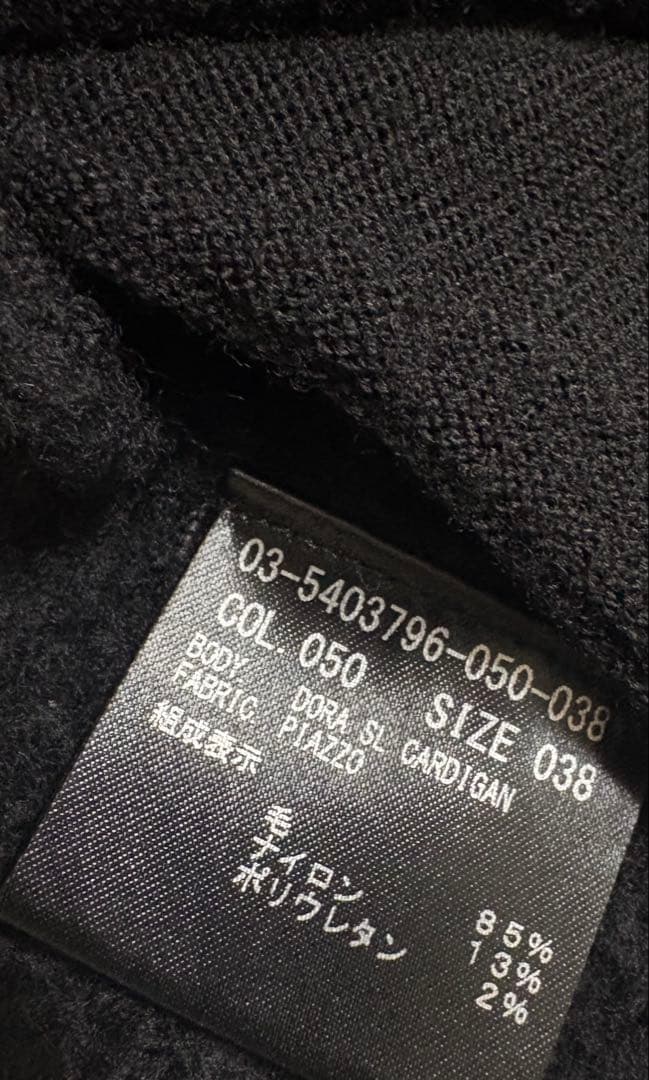 03-5403796-050-038
COL. 050 SIZE 038
BODY DORA SL CARDIGAN
FABRIC PIAZZO
組成表示
毛 85%
ナイロン 13%
ポリウレタン 2%